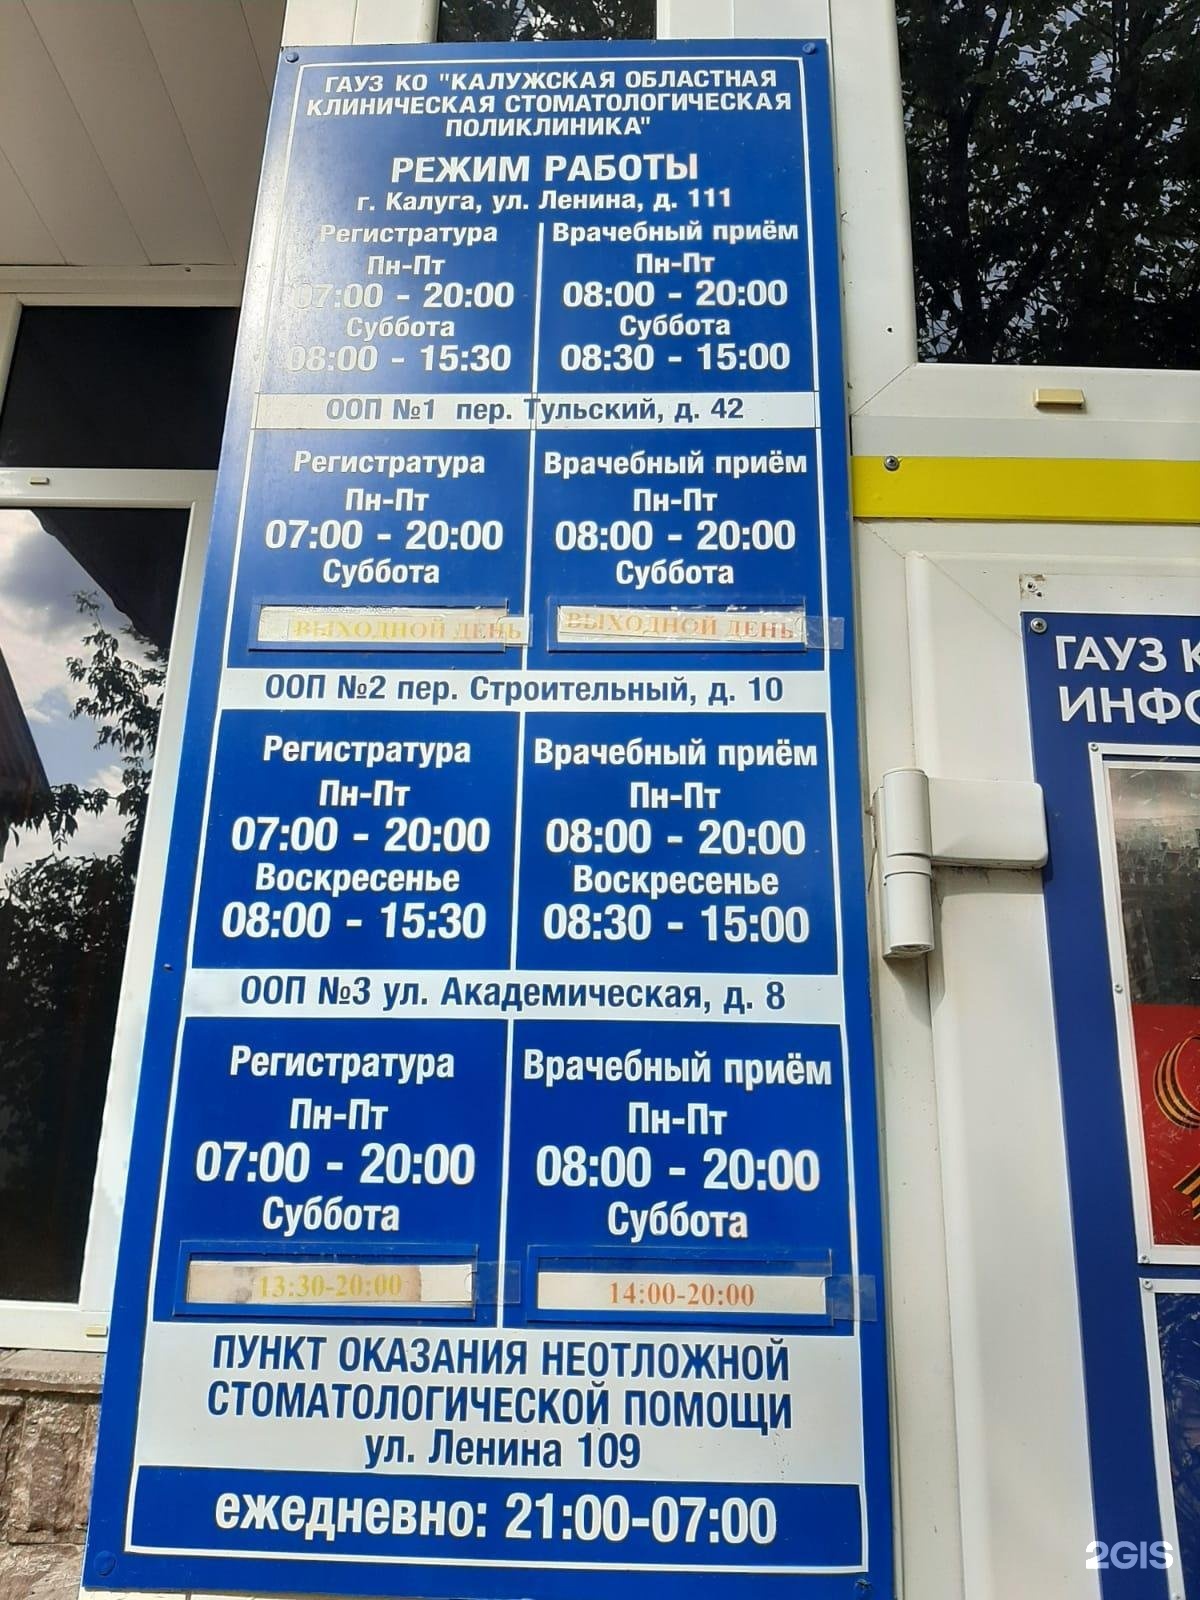 ГАУЗ КО "КАЛУЖСКАЯ ОБЛАСТНАЯ
КЛИНИЧЕСКАЯ СТОМАТОЛОГИЧЕСКАЯ
ПОЛИКЛИНИКА"
РЕЖИМ РАБОТЫ
г. Калуга, ул. Ленина, д. 111
Регистратура
Пн-Пт
07:00 - 20:00
Суббота
08:00 - 15:30
Врачебный приём
Пн-Пт
08:00 - 20:00
Суббота
08:30 - 15:00
ООП №1 пер. Тульский, д. 42
Регистратура
Пн-Пт
07:00 - 20:00
Суббота
ВЫХОДНОЙ ДЕНЬ
Врачебный приём
Пн-Пт
08:00 - 20:00
Суббота
ВЫХОДНОЙ ДЕНЬ
ООП №2 пер. Строительный, д. 10
Регистратура
Пн-Пт
07:00 - 20:00
Воскресенье
08:00 - 15:30
Врачебный приём
Пн-Пт
08:00 - 20:00
Воскресенье
08:30 - 15:00
ООП №3 ул. Академическая, д. 8
Регистратура
Пн-Пт
07:00 - 20:00
Суббота
13:30-20:00
Врачебный приём
Пн-Пт
08:00 - 20:00
Суббота
14:00-20:00
ПУНКТ ОКАЗАНИЯ НЕОТЛОЖНОЙ
СТОМАТОЛОГИЧЕСКОЙ ПОМОЩИ
ул. Ленина 109
ежедневно: 21:00-07:00
ГАУЗ К
ИНФО
2GIS